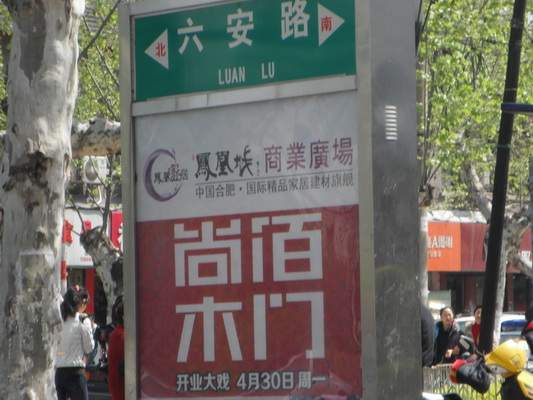 北 六安路 南
LUAN LU
鳳凰城 商業廣場
中国合肥·国际精品家居建材旗舰
尚佰
木门
开业大戏 4月30日 周一